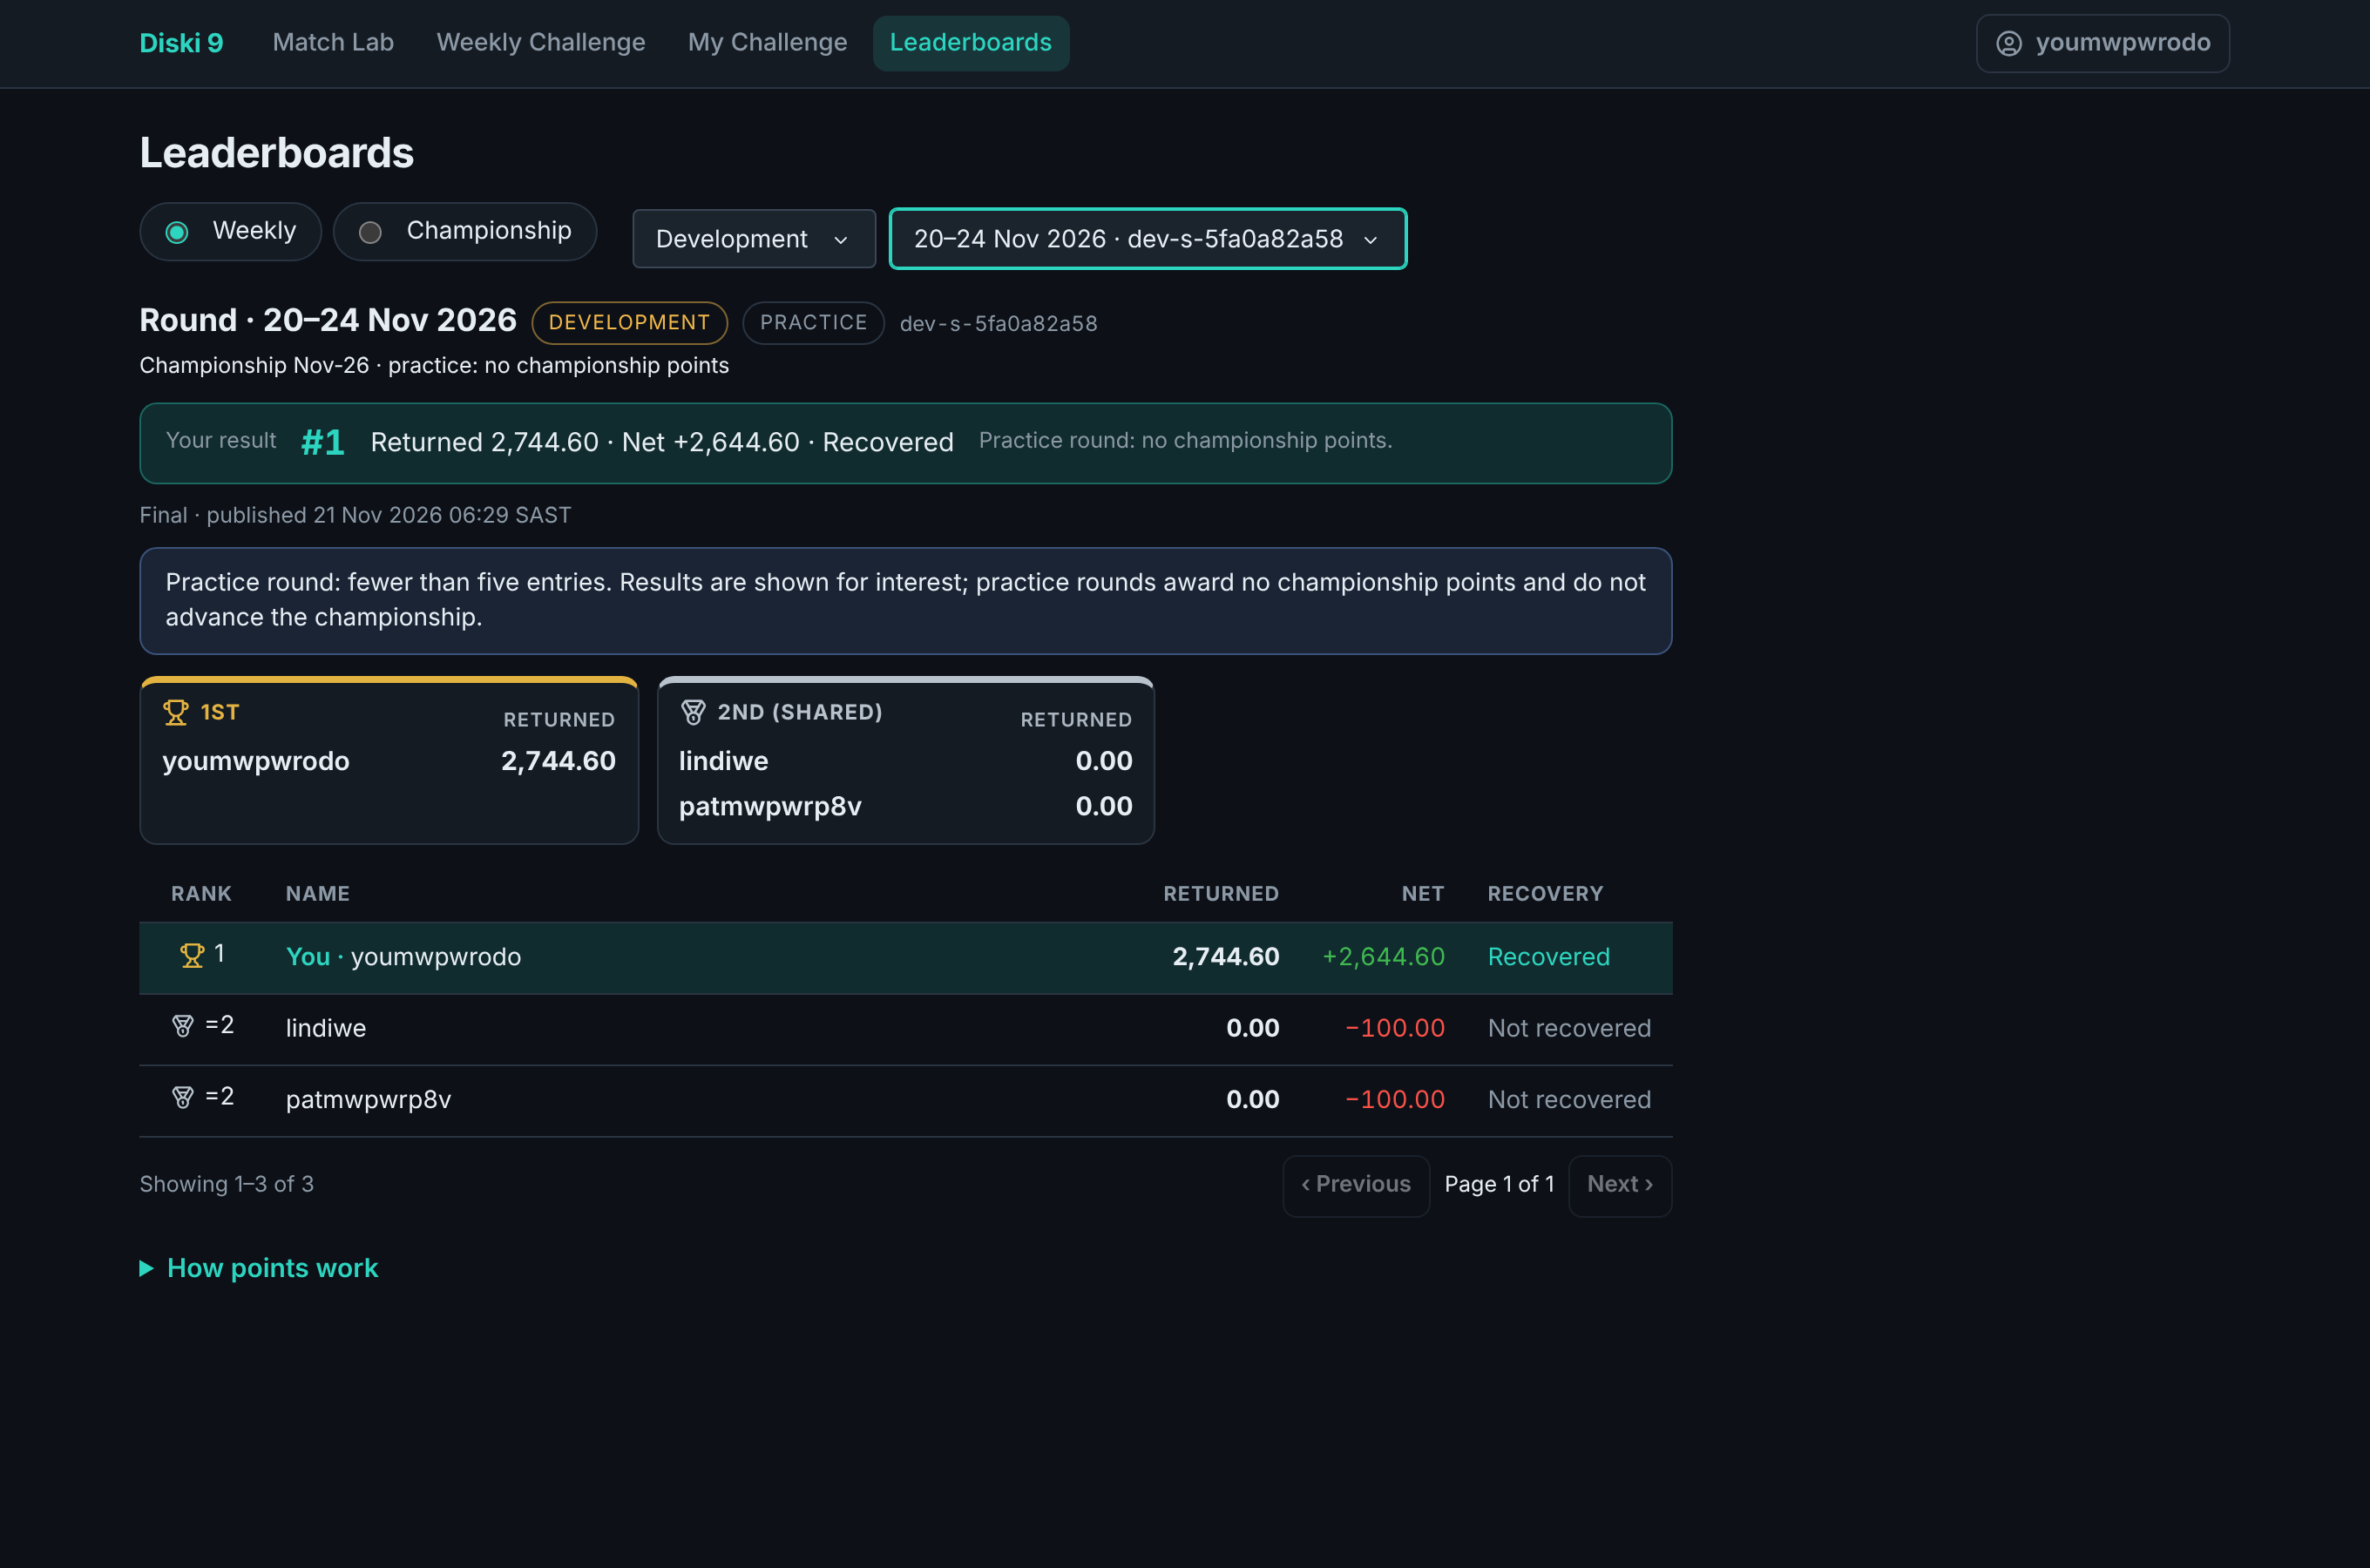 Diski 9 Match Lab Weekly Challenge My Challenge Leaderboards youmwpwrodo
Leaderboards
Weekly Championship Development 20–24 Nov 2026 · dev-s-5fa0a82a58
Round · 20–24 Nov 2026 DEVELOPMENT PRACTICE dev-s-5fa0a82a58
Championship Nov-26 · practice: no championship points
Your result #1 Returned 2,744.60 · Net +2,644.60 · Recovered Practice round: no championship points.
Final · published 21 Nov 2026 06:29 SAST
Practice round: fewer than five entries. Results are shown for interest; practice rounds award no championship points and do not
advance the championship.
1ST RETURNED
youmwpwrodo 2,744.60
2ND (SHARED) RETURNED
lindiwe 0.00
patmwpwrp8v 0.00
RANK NAME RETURNED NET RECOVERY
1 You · youmwpwrodo 2,744.60 +2,644.60 Recovered
=2 lindiwe 0.00 −100.00 Not recovered
=2 patmwpwrp8v 0.00 −100.00 Not recovered
Showing 1–3 of 3 ‹ Previous Page 1 of 1 Next ›
How points work